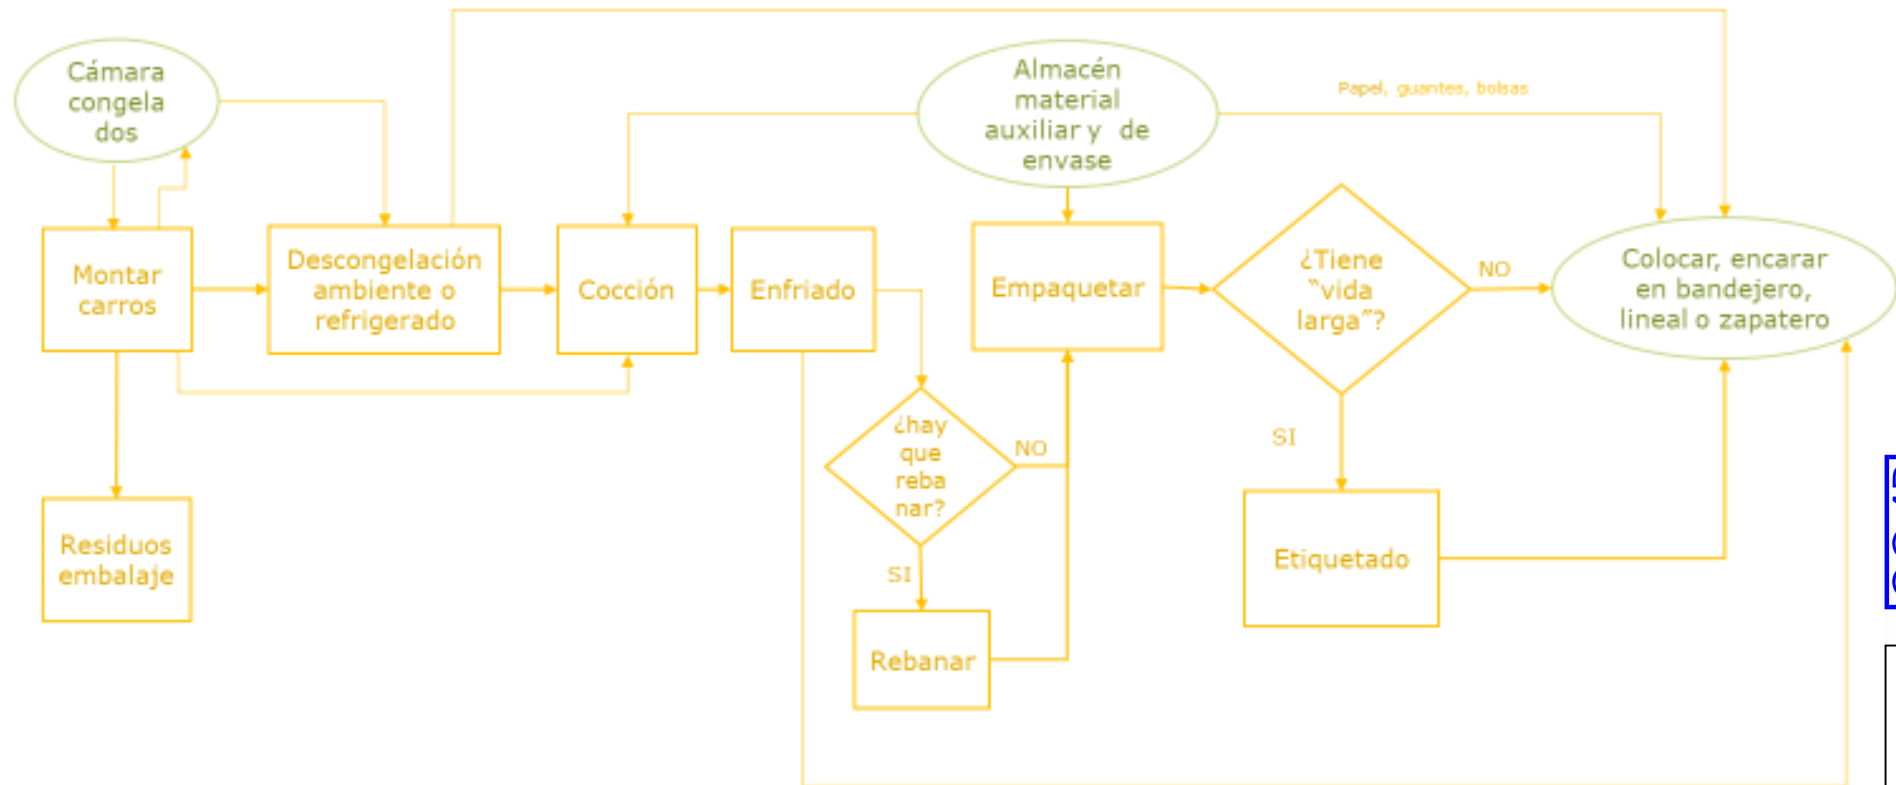 Cámara
congela
dos
Almacén
material
auxiliar y de
envase
Papel, guantes, bolsas
Montar
carros
Descongelación
ambiente o
refrigerado
Cocción
Enfriado
Empaquetar
¿Tiene
“vida
larga”?
NO
Colocar, encarar
en bandejero,
lineal o zapatero
¿hay
que
reba
nar?
NO
SI
SI
Residuos
embalaje
Etiquetado
Rebanar